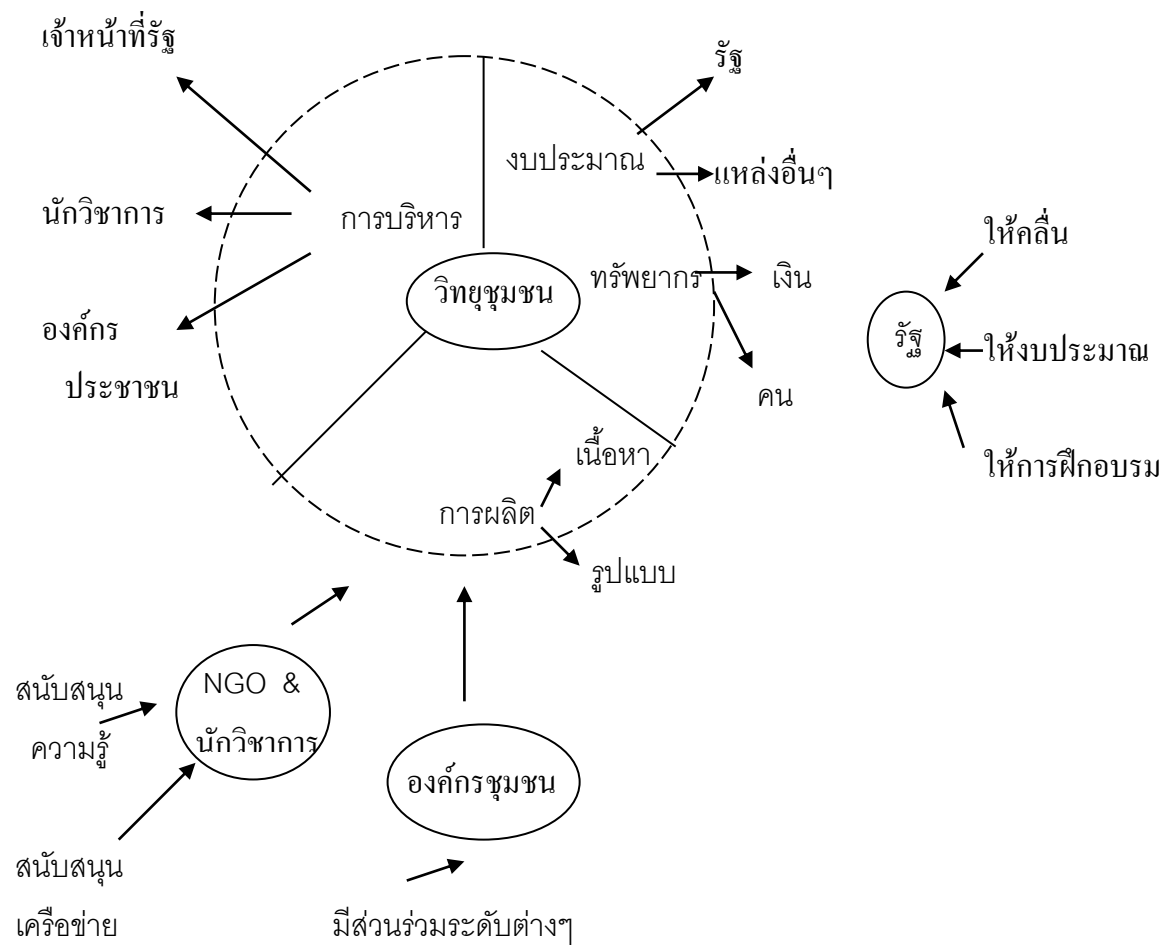 เจ้าหน้าที่รัฐ
รัฐ
งบประมาณ
แหล่งอื่นๆ
นักวิชาการ
การบริหาร
ให้คลื่น
วิทยุชุมชน
ทรัพยากร
เงิน
องค์กร
ประชาชน
รัฐ
ให้งบประมาณ
คน
เนื้อหา
ให้การฝึกอบรม
การผลิต
รูปแบบ
สนับสนุน
ความรู้
NGO &
นักวิชาการ
องค์กรชุมชน
สนับสนุน
เครือข่าย
มีส่วนร่วมระดับต่างๆ